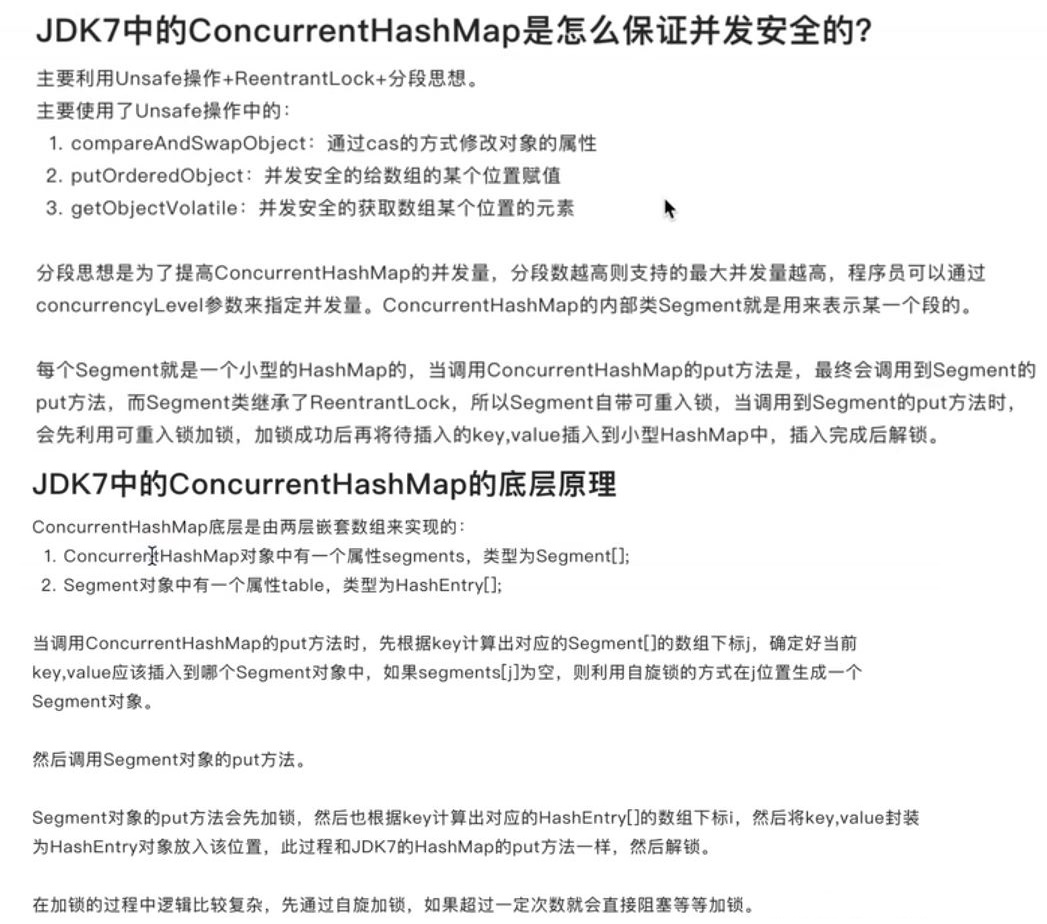 JDK7中的ConcurrentHashMap是怎么保证并发安全的?
主要利用Unsafe操作+ReentrantLock+分段思想。
主要使用了Unsafe操作中的：
1. compareAndSwapObject：通过cas的方式修改对象的属性
2. putOrderedObject：并发安全的给数组的某个位置赋值
3. getObjectVolatile：并发安全的获取数组某个位置的元素
分段思想是为了提高ConcurrentHashMap的并发量，分段数越高则支持的最大并发量越高，程序员可以通过
concurrencyLevel参数来指定并发量。ConcurrentHashMap的内部类Segment就是用来表示某一个段的。
每个Segment就是一个小型的HashMap的，当调用ConcurrentHashMap的put方法是，最终会调用到Segment的
put方法，而Segment类继承了ReentrantLock，所以Segment自带可重入锁，当调用到Segment的put方法时，
会先利用可重入锁加锁，加锁成功后再将待插入的key,value插入到小型HashMap中，插入完成后解锁。
JDK7中的ConcurrentHashMap的底层原理
ConcurrentHashMap底层是由两层嵌套数组来实现的：
1. ConcurrentHashMap对象中有一个属性segments，类型为Segment[];
2. Segment对象中有一个属性table，类型为HashEntry[];
当调用ConcurrentHashMap的put方法时，先根据key计算出对应的Segment[]的数组下标j，确定好当前
key,value应该插入到哪个Segment对象中，如果segments[j]为空，则利用自旋锁的方式在j位置生成一个
Segment对象。
然后调用Segment对象的put方法。
Segment对象的put方法会先加锁，然后也根据key计算出对应的HashEntry[]的数组下标i，然后将key,value封装
为HashEntry对象放入该位置，此过程和JDK7的HashMap的put方法一样，然后解锁。
在加锁的过程中逻辑比较复杂，先通过自旋加锁，如果超过一定次数就会直接阻塞等等加锁。